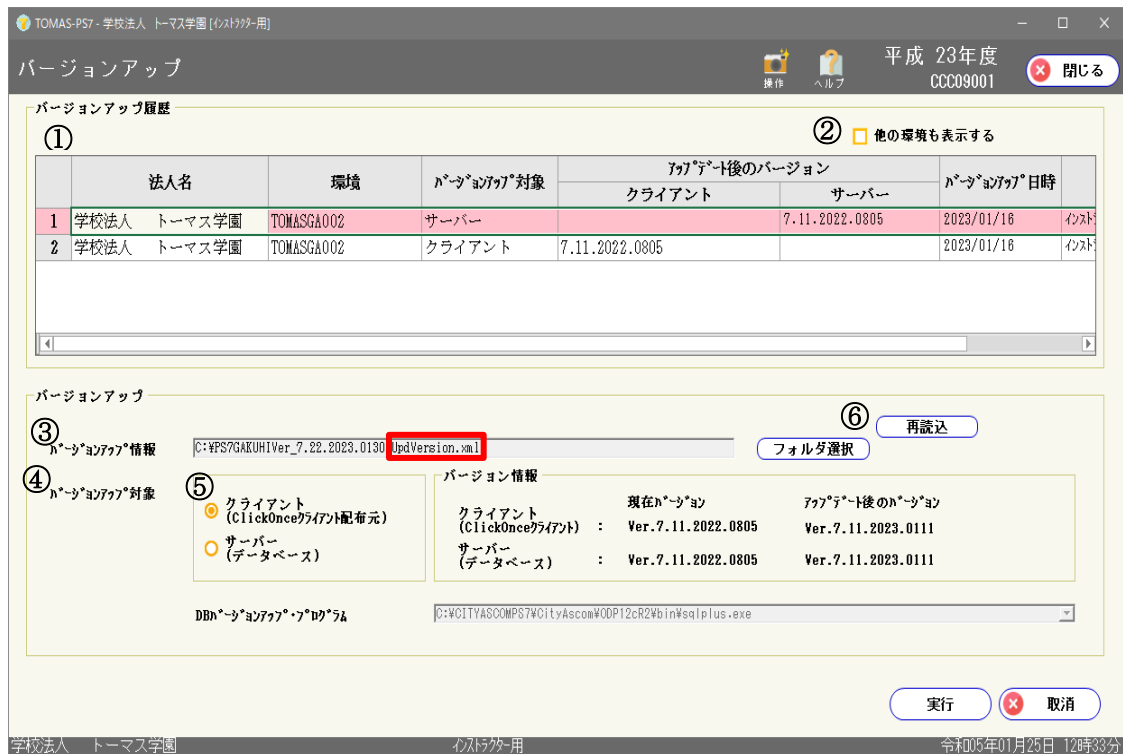 TOMAS-PS7 - 学校法人 トーマス学園 [ｲﾝｽﾄﾗｸﾀｰ用]
バージョンアップ
操作
ヘルプ
平成 23年度
CCC09001
閉じる
バージョンアップ履歴
①
② 他の環境も表示する
法人名 環境 ﾊﾞｰｼﾞｮﾝｱｯﾌﾟ対象 ｱｯﾌﾟﾃﾞｰﾄ後のバージョン ﾊﾞｰｼﾞｮﾝｱｯﾌﾟ日時
クライアント サーバー
1 学校法人 トーマス学園 TOMASGA002 サーバー 7.11.2022.0805 2023/01/16 ｲﾝｽﾄ
2 学校法人 トーマス学園 TOMASGA002 クライアント 7.11.2022.0805 2023/01/16 ｲﾝｽﾄ
バージョンアップ
③
ﾊﾞｰｼﾞｮﾝｱｯﾌﾟ情報 C:¥PS7GAKUHIVer_7.22.2023.0130 UpdVersion.xml
フォルダ選択
⑥ 再読込
④
ﾊﾞｰｼﾞｮﾝｱｯﾌﾟ対象
⑤
クライアント
(ClickOnceｸﾗｲｱﾝﾄ配布元)
サーバー
(データベース)
バージョン情報
現在ﾊﾞｰｼﾞｮﾝ ｱｯﾌﾟﾃﾞｰﾄ後のﾊﾞｰｼﾞｮﾝ
クライアント
(ClickOnceｸﾗｲｱﾝﾄ) : Ver.7.11.2022.0805 Ver.7.11.2023.0111
サーバー
(データベース) : Ver.7.11.2022.0805 Ver.7.11.2023.0111
DBﾊﾞｰｼﾞｮﾝｱｯﾌﾟ･ﾌﾟﾛｸﾞﾗﾑ C:¥CITYASCOMPS7¥CityAscom¥ODP12cR2¥bin¥sqlplus.exe
実行
取消
学校法人 トーマス学園 ｲﾝｽﾄﾗｸﾀｰ用 令和05年01月25日 12時33分